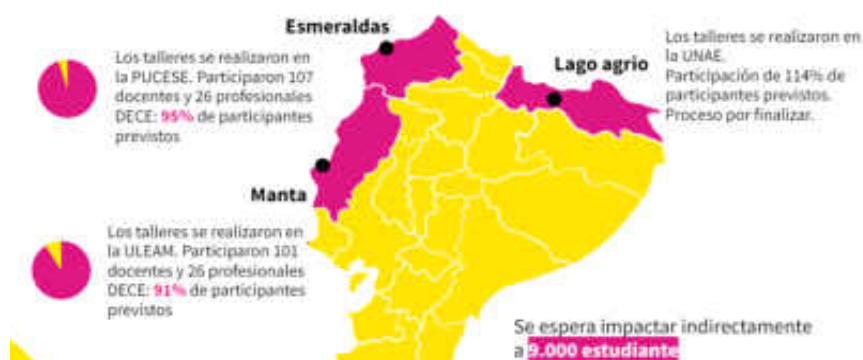 Esmeraldas
Los talleres se realizaron en
la PUCESE. Participaron 107
docentes y 26 profesionales
DECE: 95% de participantes
previstos
Lago agrio
Los talleres se realizaron en
la UNAE.
Participación de 114% de
participantes previstos.
Proceso por finalizar.
Manta
Los talleres se realizaron en
la ULEAM. Participaron 101
docentes y 26 profesionales
DECE: 91% de participantes
previstos
Se espera impactar indirectamente
a 9.000 estudiante